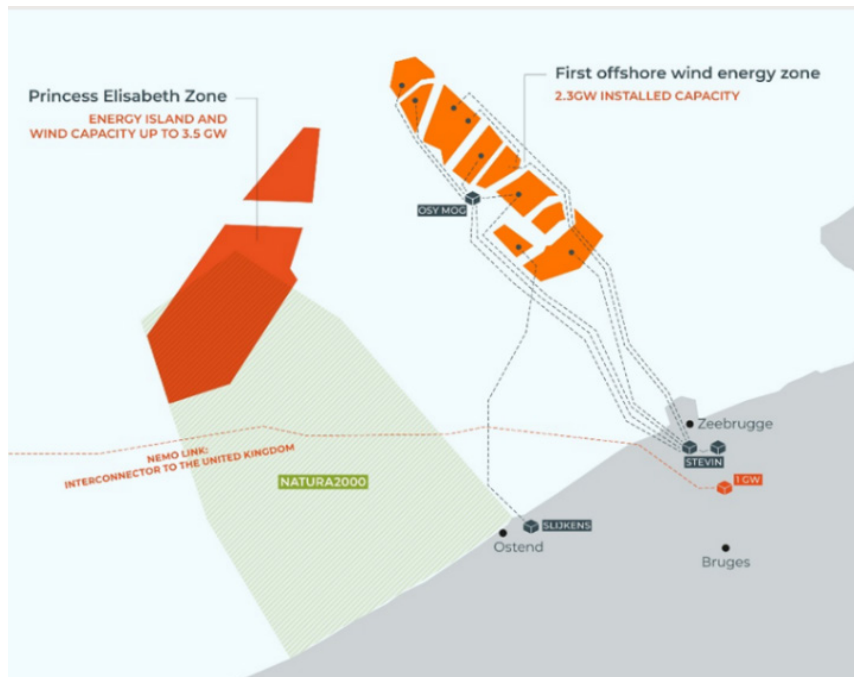 Princess Elisabeth Zone
ENERGY ISLAND AND
WIND CAPACITY UP TO 3.5 GW
First offshore wind energy zone
2.3GW INSTALLED CAPACITY
OSY MOG
Zeebrugge
STEVIN
1 GW
NEMO LINK:
INTERCONNECTOR TO THE UNITED KINGDOM
NATURA2000
SLIJKENS
Ostend
Bruges